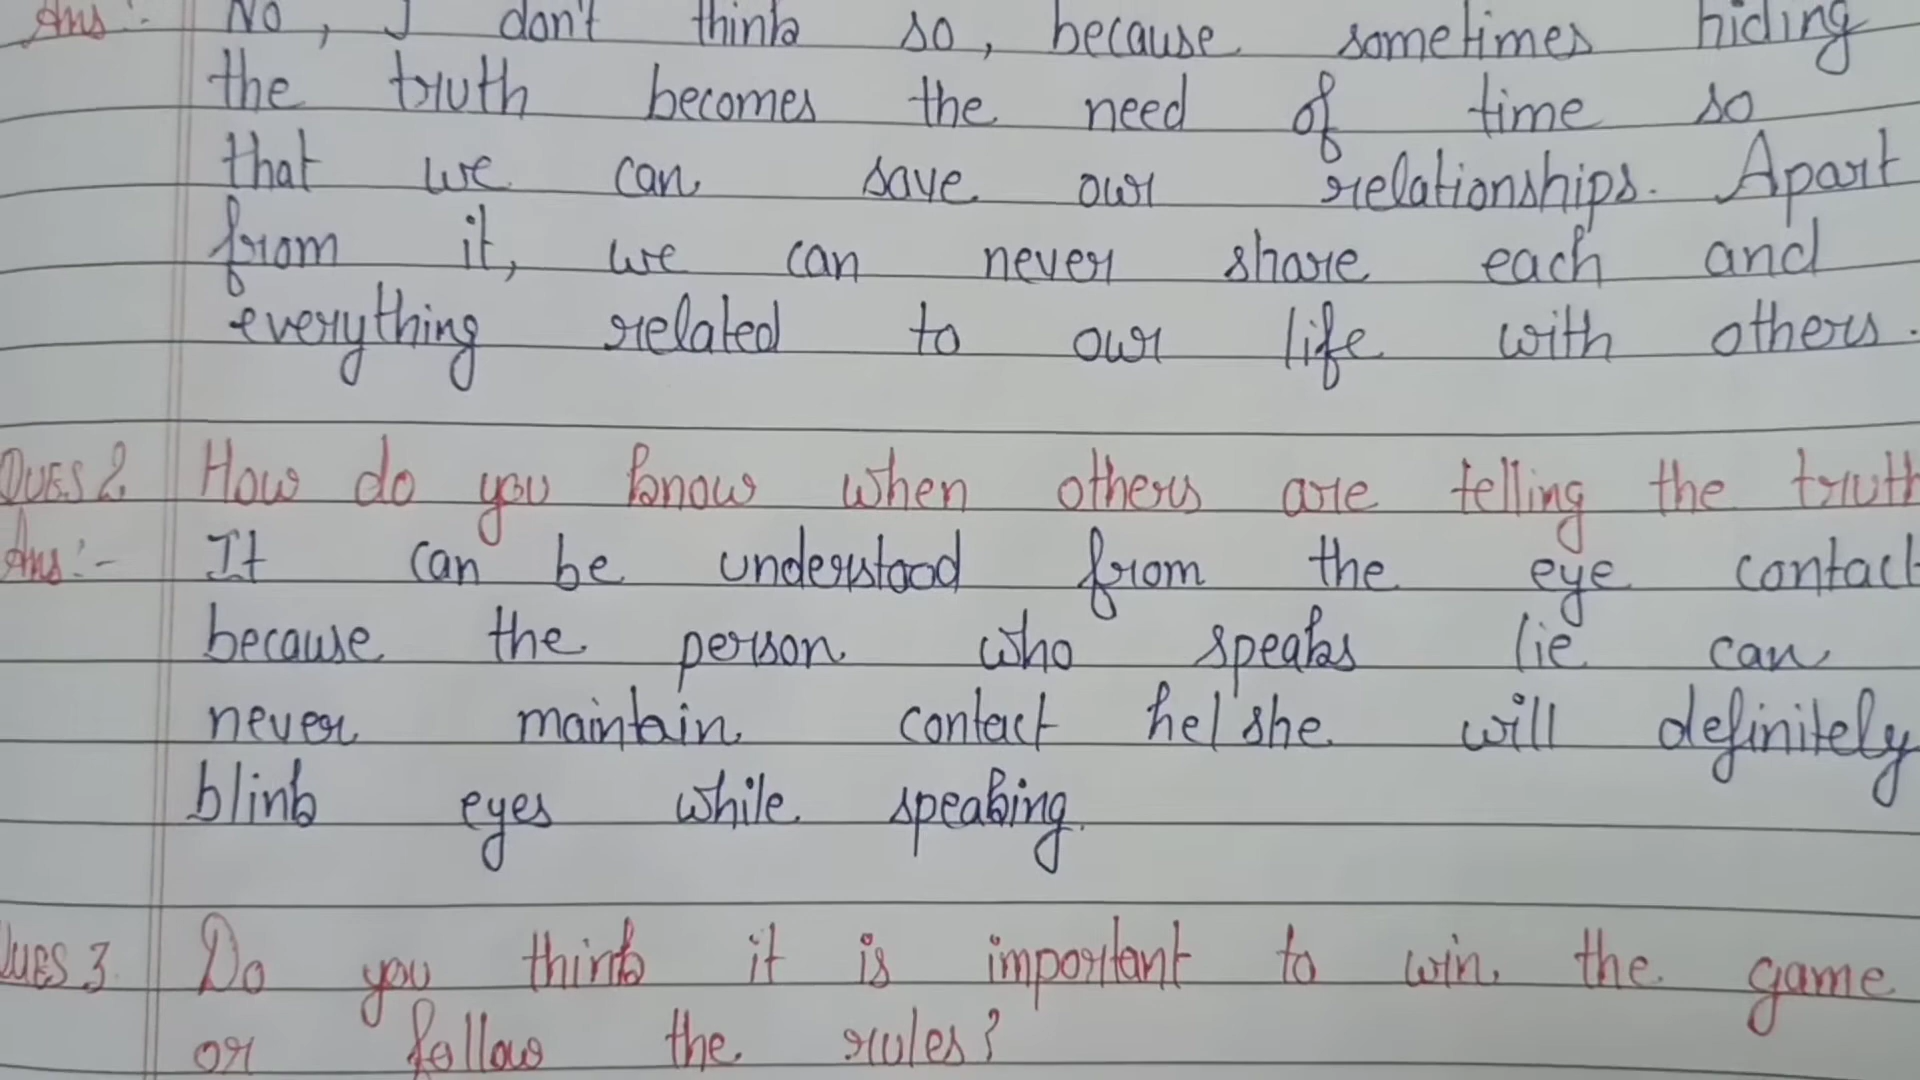 Ans:- No, I don't think so, because sometimes hiding
the truth becomes the need of time so
that we can save our relationships. Apart
from it, we can never share each and
everything related to our life with others.
Ques 2. How do you know when others are telling the truth
Ans:- It can be understood from the eye contact
because the person who speaks lie can
never maintain contact he/she will definitely
blink eyes while speaking.
Ques 3. Do you think it is important to win the game
or follow the rules?